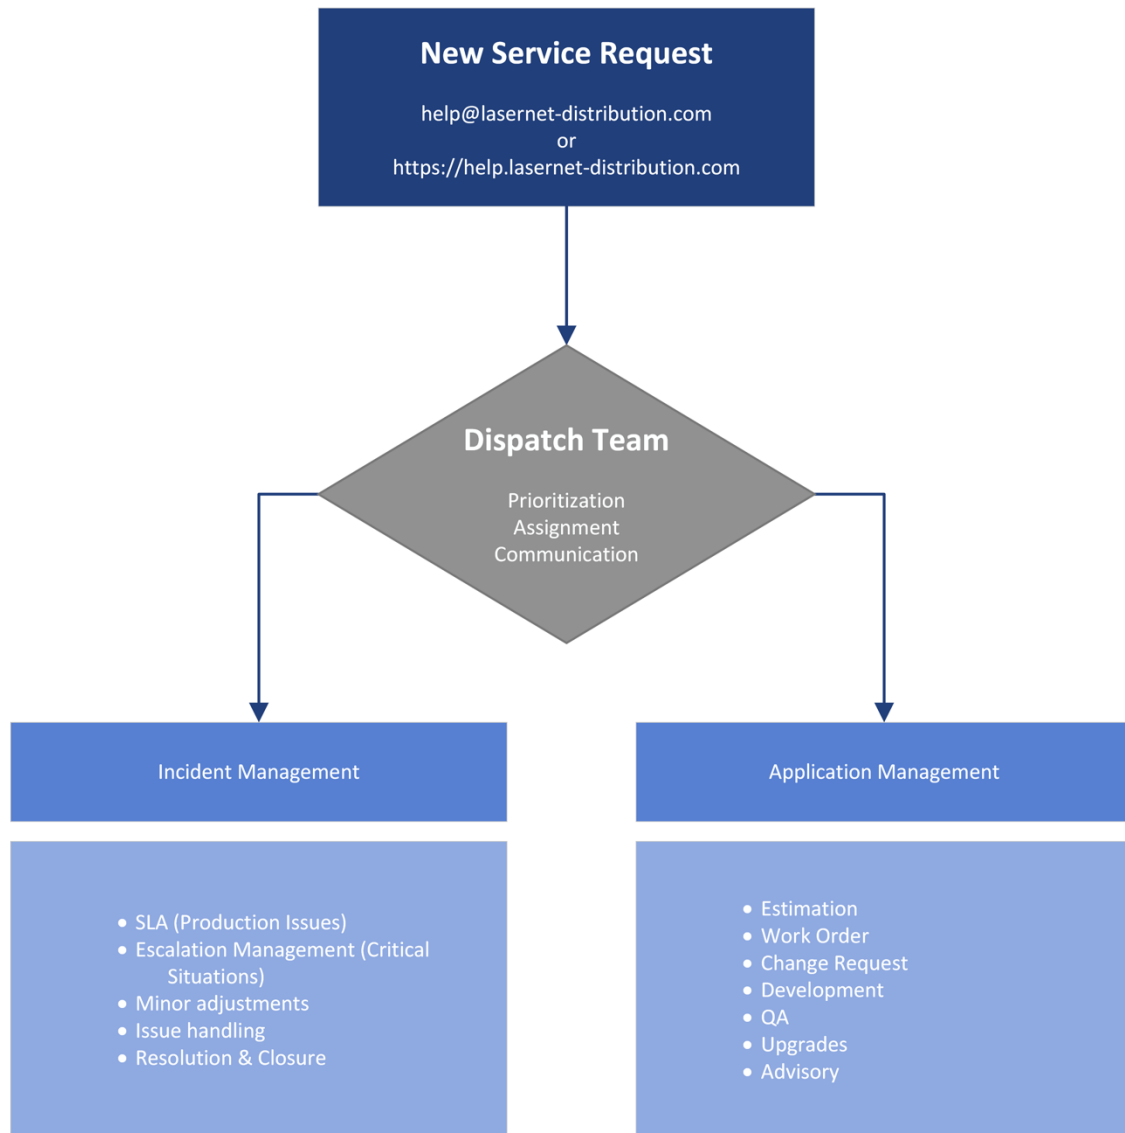 New Service Request
help@lasernet-distribution.com
or
https://help.lasernet-distribution.com
Dispatch Team
Prioritization
Assignment
Communication
Incident Management
• SLA (Production Issues)
• Escalation Management (Critical
Situations)
• Minor adjustments
• Issue handling
• Resolution & Closure
Application Management
• Estimation
• Work Order
• Change Request
• Development
• QA
• Upgrades
• Advisory